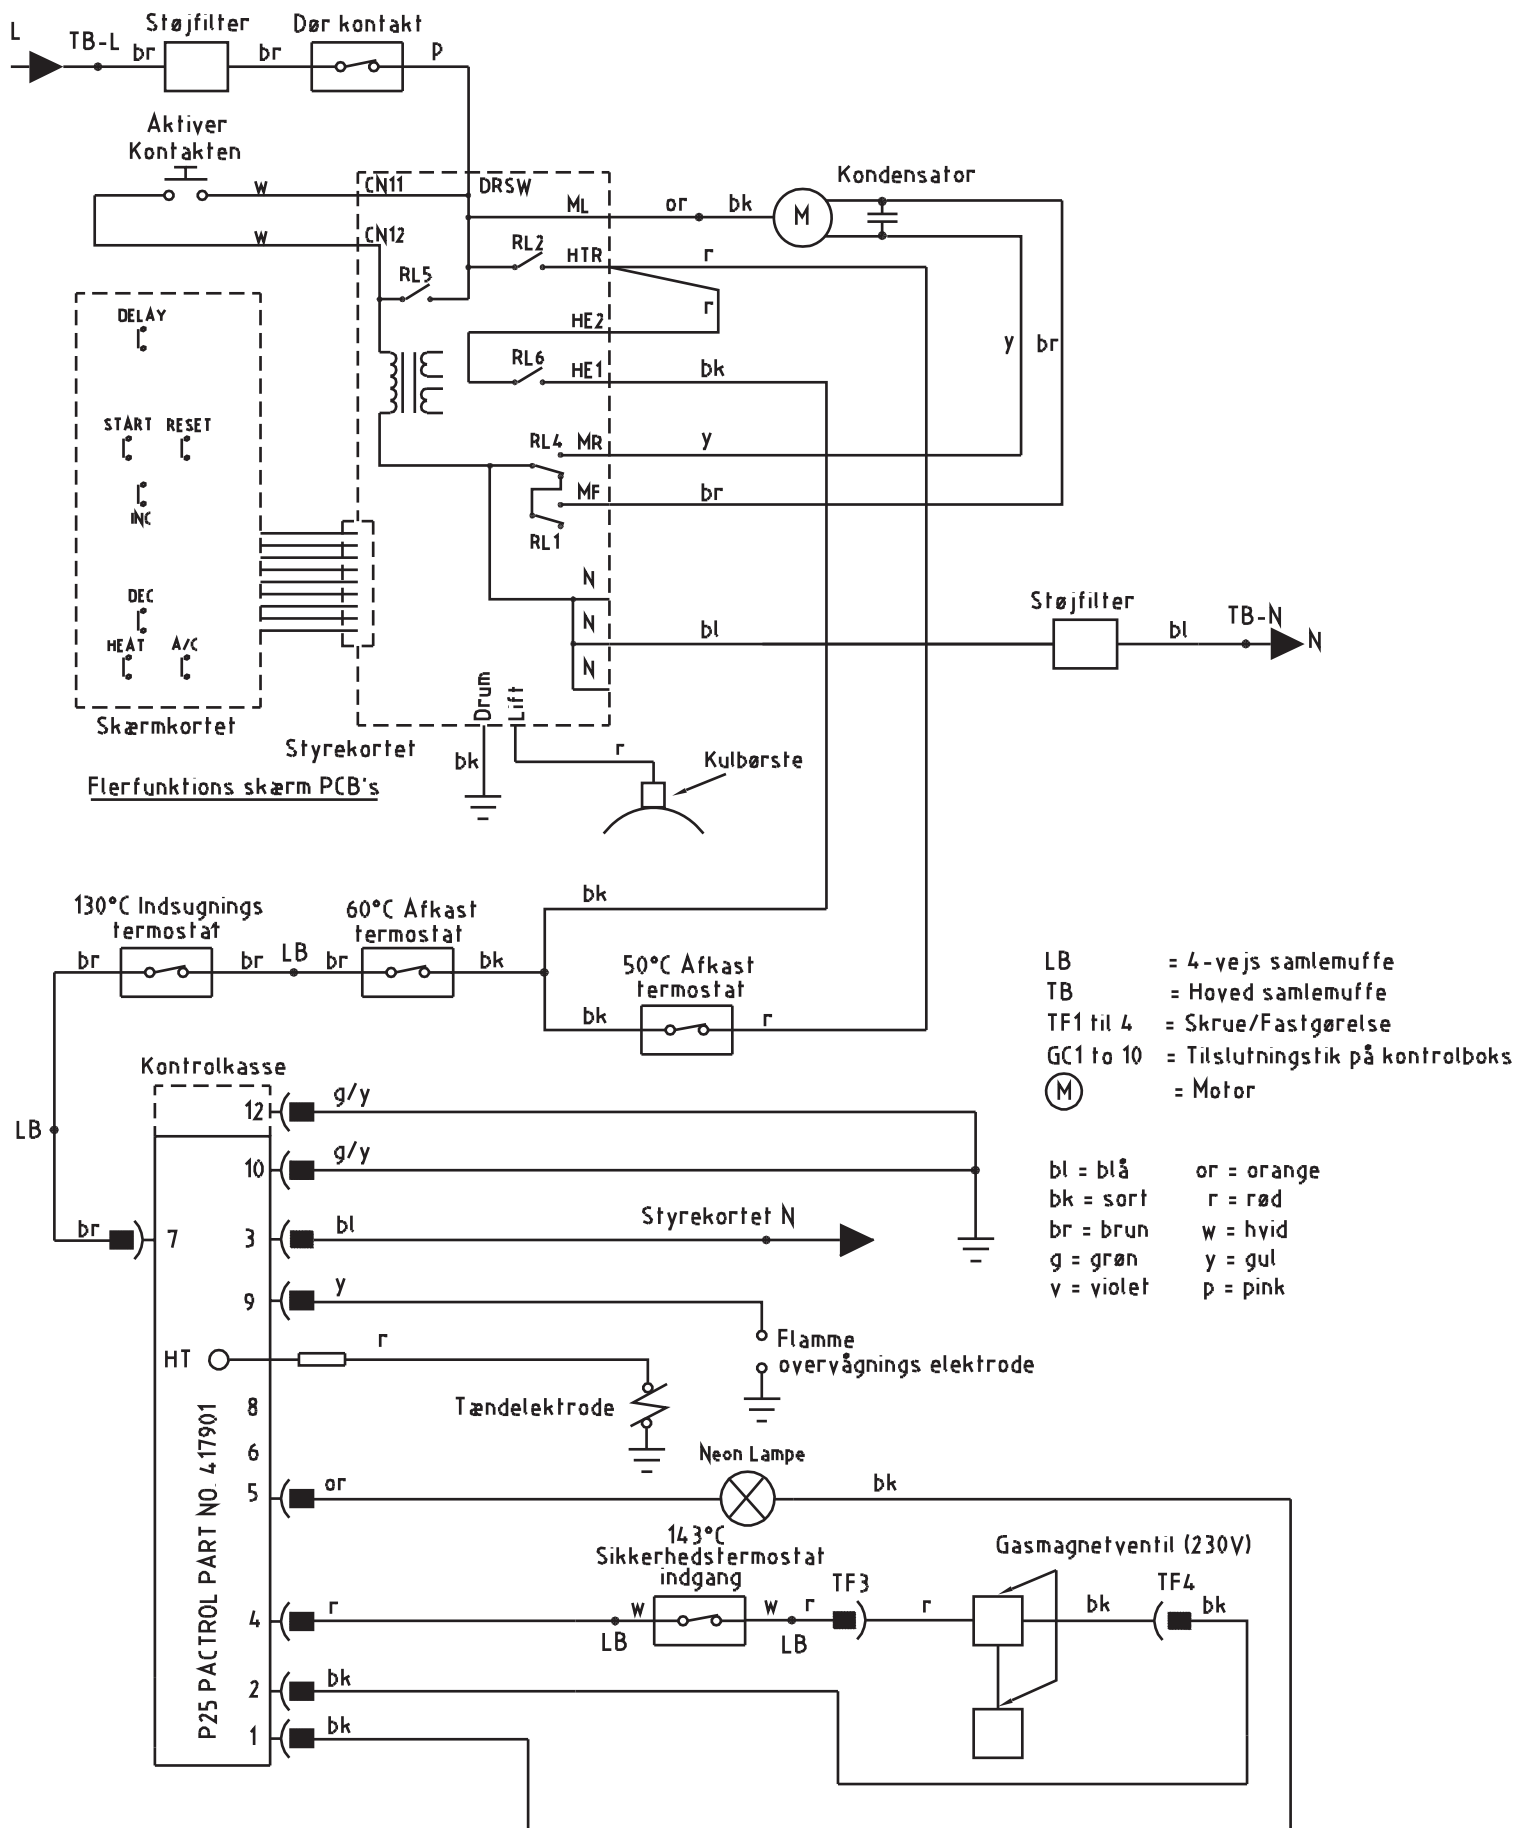 L
TB-L
br
Støjfilter
br
Dør kontakt
p
Aktiver
Kontakten
w
CN11
DRSW
w
CN12
ML
or
bk
M
Kondensator
RL2
HTR
r
RL5
r
HE2
y
br
RL6
HE1
bk
DELAY
START
RESET
INC
DEC
HEAT
A/C
Skærmkortet
RL4
MR
y
MF
br
RL1
N
N
bl
N
Støjfilter
bl
TB-N
N
Drum
Lift
Styrekortet
bk
r
Kulbørste
Flerfunktions skærm PCB's
bk
130°C Indsugnings
termostat
60°C Afkast
termostat
br
br
LB
br
bk
50°C Afkast
termostat
bk
r
LB = 4-vejs samlemuffe
TB = Hoved samlemuffe
TF1 til 4 = Skrue/Fastgørelse
GC1 to 10 = Tilslutningstik på kontrolboks
M = Motor
bl = blå or = orange
bk = sort r = rød
br = brun w = hvid
g = grøn y = gul
v = violet p = pink
Kontrolkasse
LB
br
7
12
g/y
10
g/y
3
bl
Styrekortet N
9
y
Flamme
overvågnings elektrode
HT
r
Tændelektrode
8
6
P25 PACTROL PART NO. 417901
5
or
Neon Lampe
bk
143°C
Sikkerhedstermostat
indgang
4
r
LB
w
w
LB
r
TF3
r
Gasmagnetventil (230V)
bk
TF4
bk
2
bk
1
bk